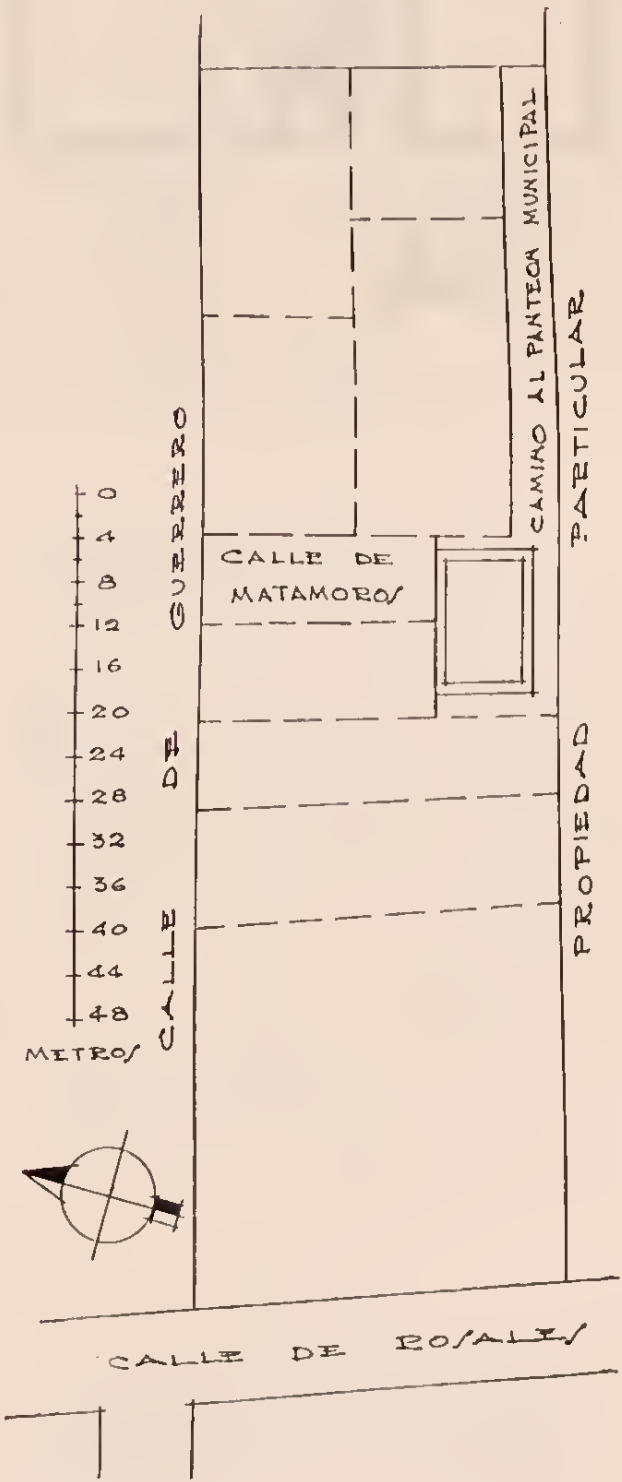 CAMINO AL PANTEON MUNICIPAL
PROPIEDAD PARTICULAR
CALLE DE GUERRERO
CALLE DE
MATAMOROS
0
4
8
12
16
20
24
28
32
36
40
44
48
METROS
CALLE DE ROSALES